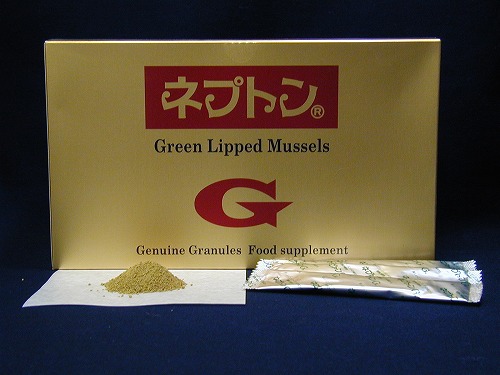 ネプトン®
Green Lipped Mussels
G
Genuine Granules Food supplement